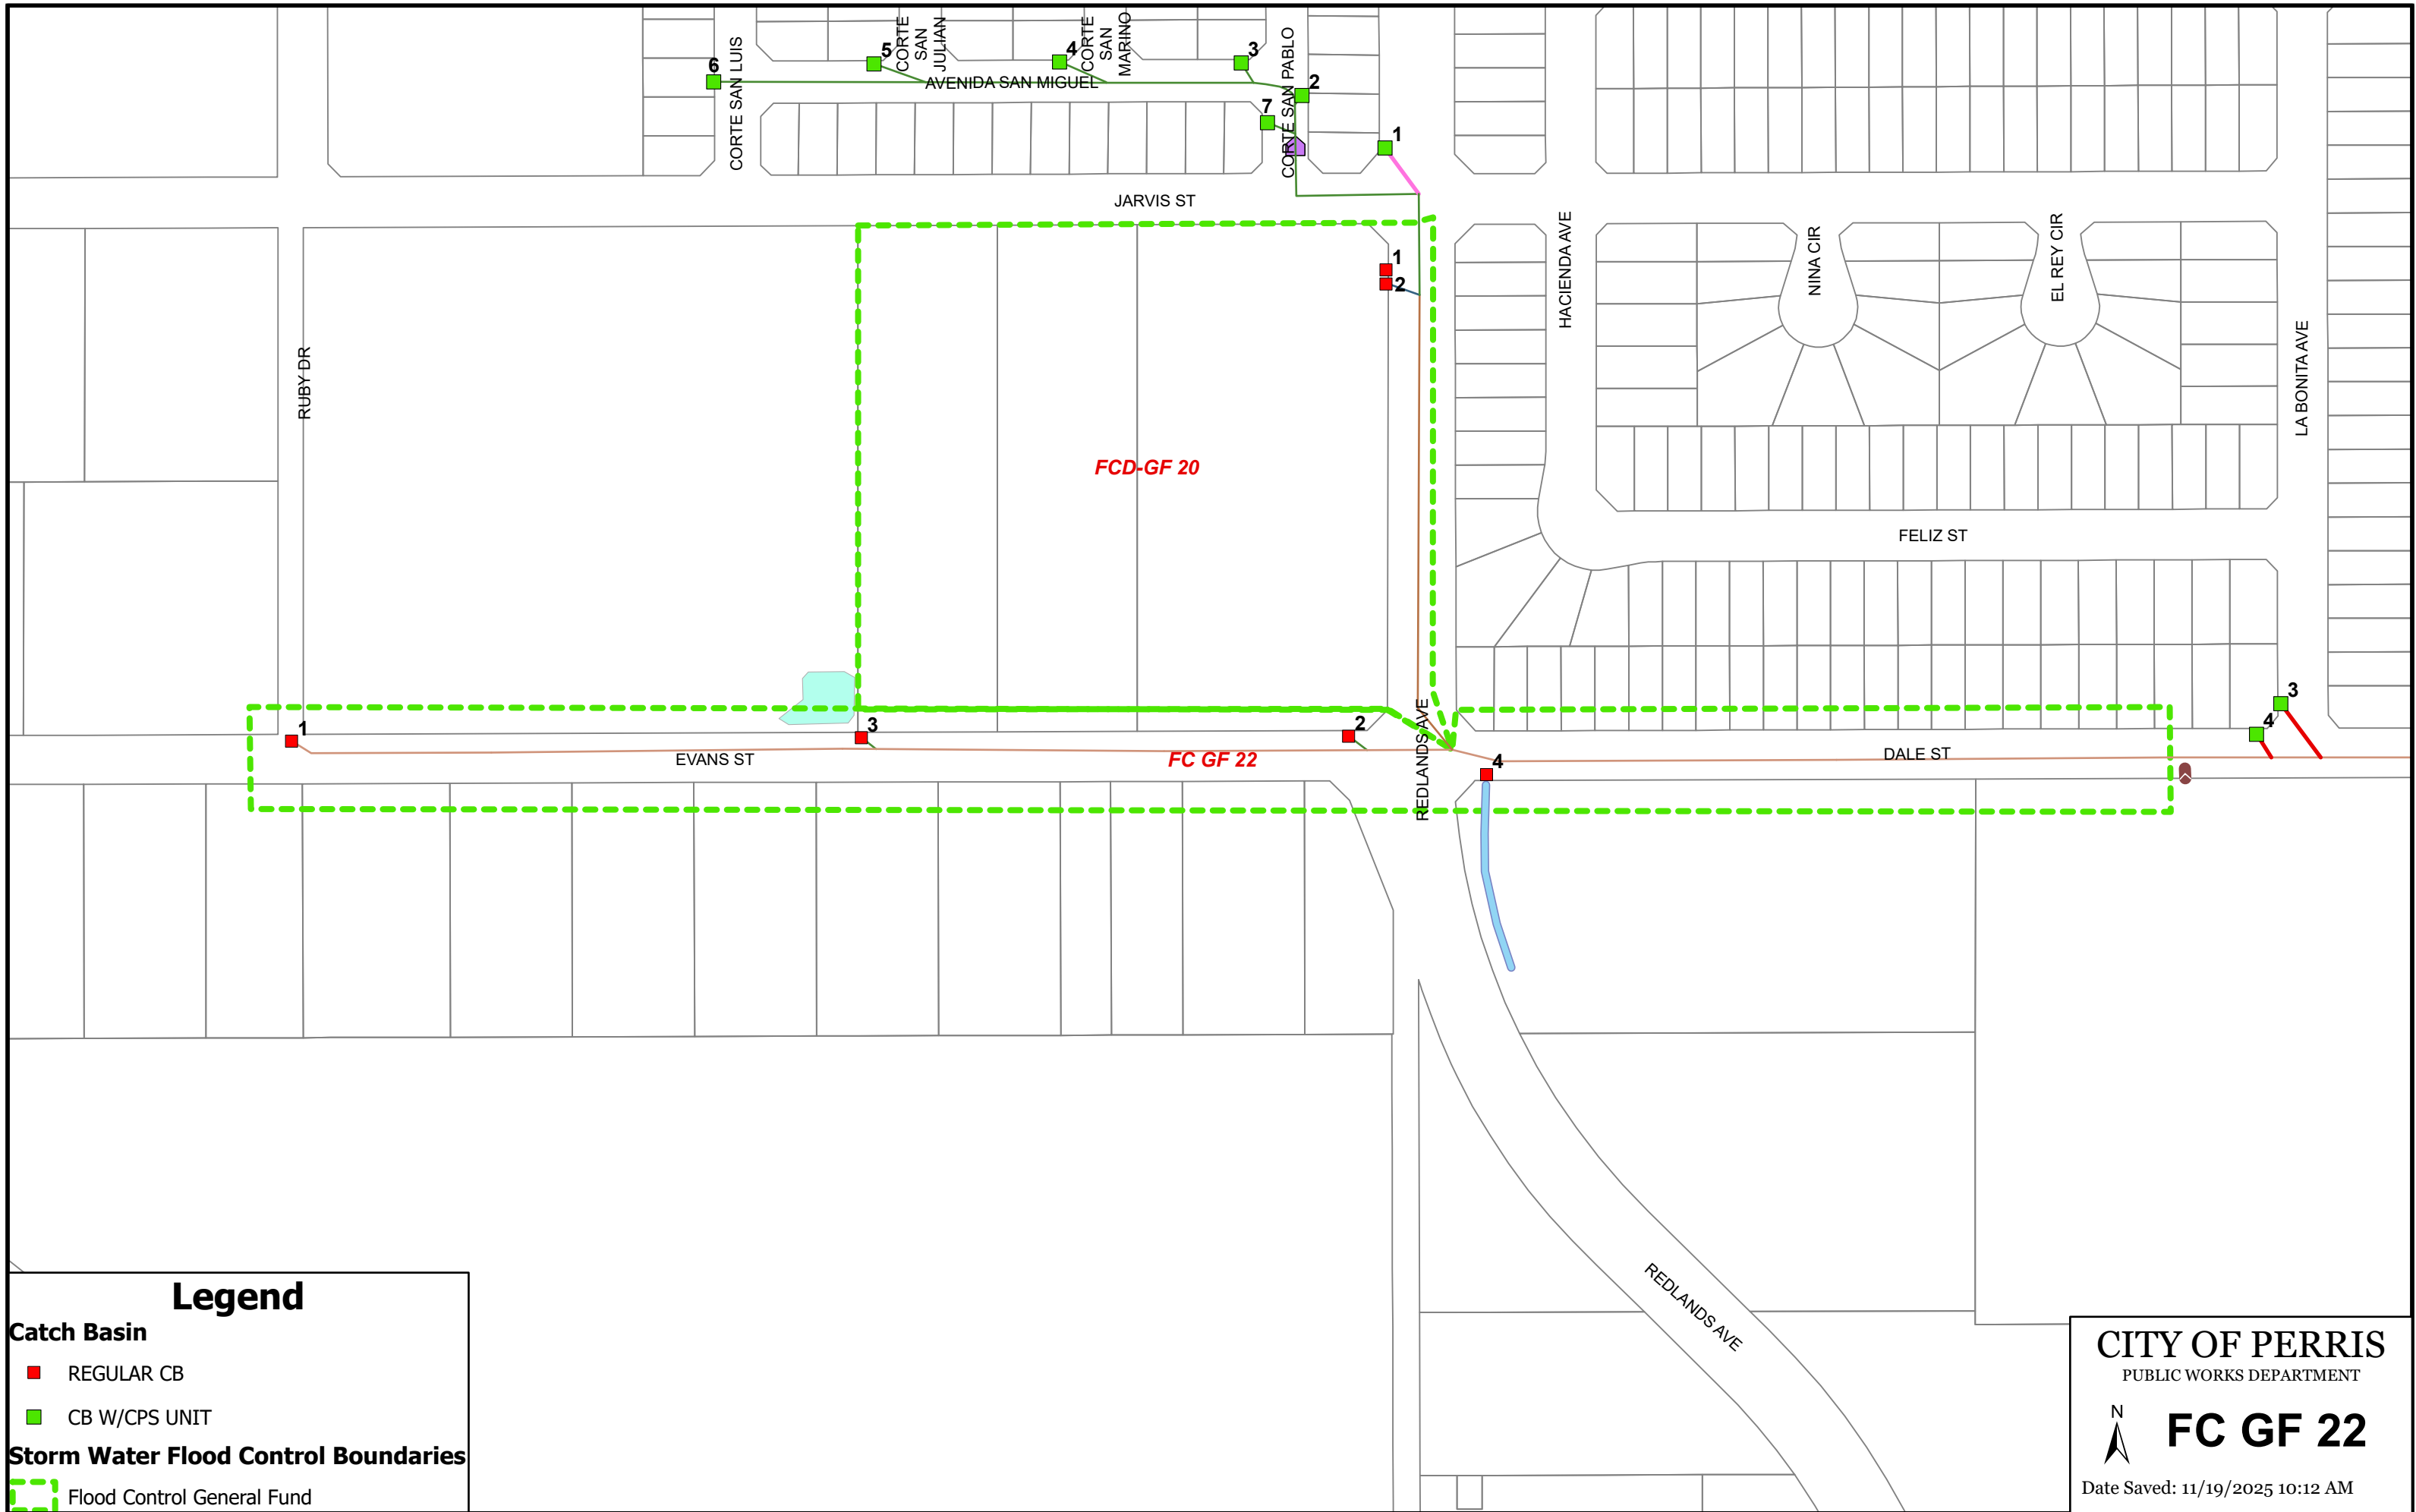 CORTE SAN LUIS
CORTE
SAN
JULIAN
CORTE
SAN
MARINO
CORTE SAN PABLO
6
5
4
3
2
7
1
AVENIDA SAN MIGUEL
JARVIS ST
RUBY DR
1
2
HACIENDA AVE
NINA CIR
EL REY CIR
LA BONITA AVE
FCD-GF 20
FELIZ ST
1
3
2
4
3
4
EVANS ST
FC GF 22
REDLANDS AVE
DALE ST
REDLANDS AVE
Legend
Catch Basin
REGULAR CB
CB W/CPS UNIT
Storm Water Flood Control Boundaries
Flood Control General Fund
CITY OF PERRIS
PUBLIC WORKS DEPARTMENT
N
FC GF 22
Date Saved: 11/19/2025 10:12 AM